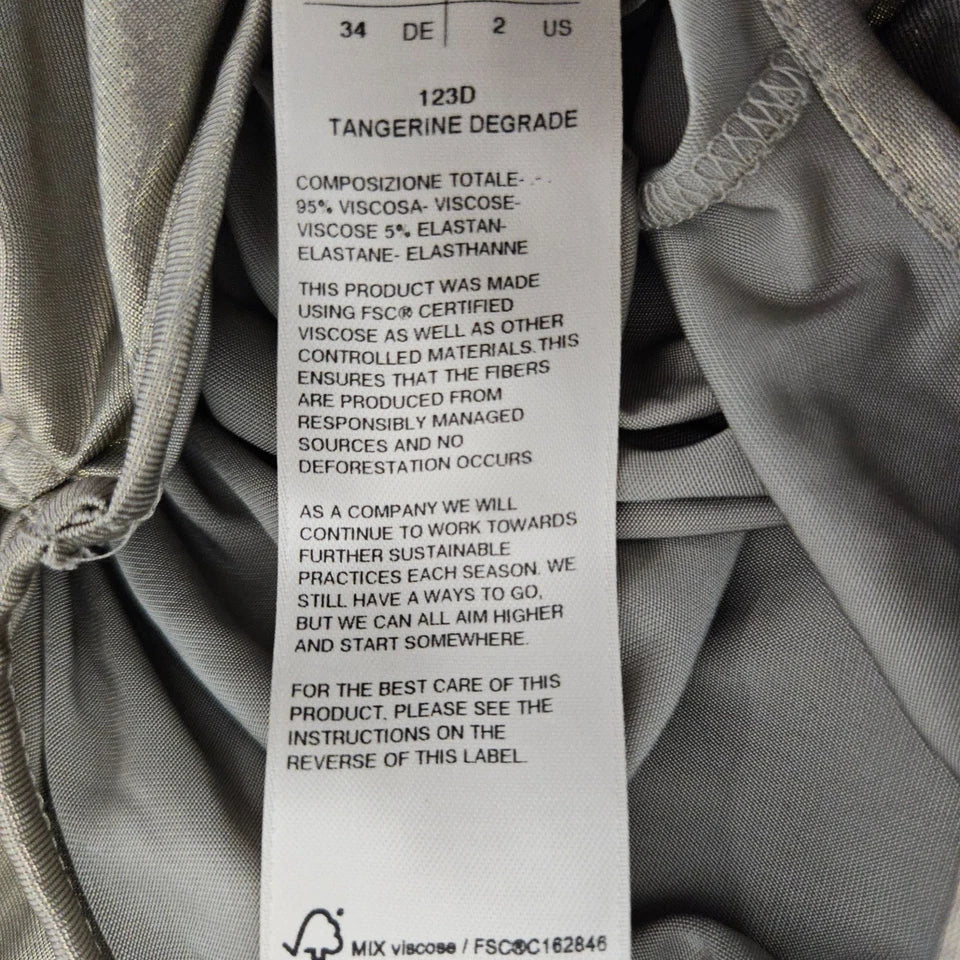 34 DE 2 US
123D
TANGERINE DEGRADE
COMPOSIZIONE TOTALE-
95% VISCOSA- VISCOSE-
VISCOSE 5% ELASTAN-
ELASTANE- ELASTHANNE
THIS PRODUCT WAS MADE
USING FSC® CERTIFIED
VISCOSE AS WELL AS OTHER
CONTROLLED MATERIALS. THIS
ENSURES THAT THE FIBERS
ARE PRODUCED FROM
RESPONSIBLY MANAGED
SOURCES AND NO
DEFORESTATION OCCURS
AS A COMPANY WE WILL
CONTINUE TO WORK TOWARDS
FURTHER SUSTAINABLE
PRACTICES EACH SEASON. WE
STILL HAVE A WAYS TO GO,
BUT WE CAN ALL AIM HIGHER
AND START SOMEWHERE.
FOR THE BEST CARE OF THIS
PRODUCT, PLEASE SEE THE
INSTRUCTIONS ON THE
REVERSE OF THIS LABEL.
MIX viscose / FSC®C162846